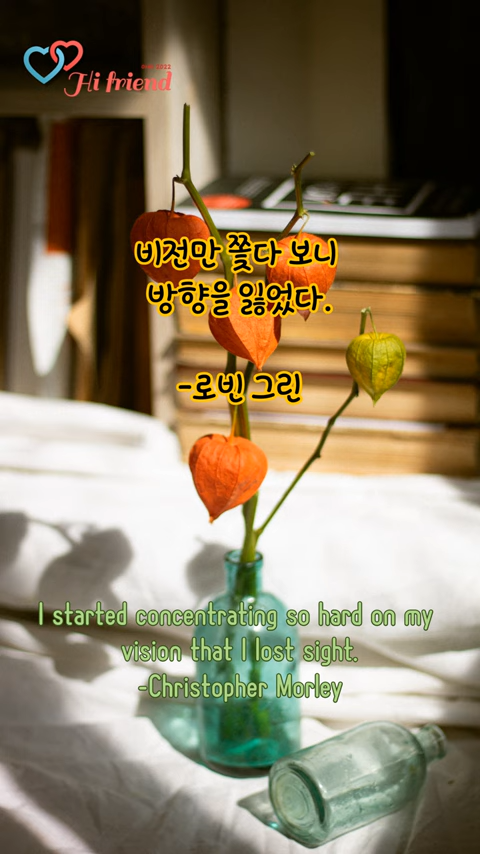 Hi friend
비전만 쫓다 보니
방향을 잃었다.
-로빈 그린
I started concentrating so hard on my
vision that I lost sight.
-Christopher Morley